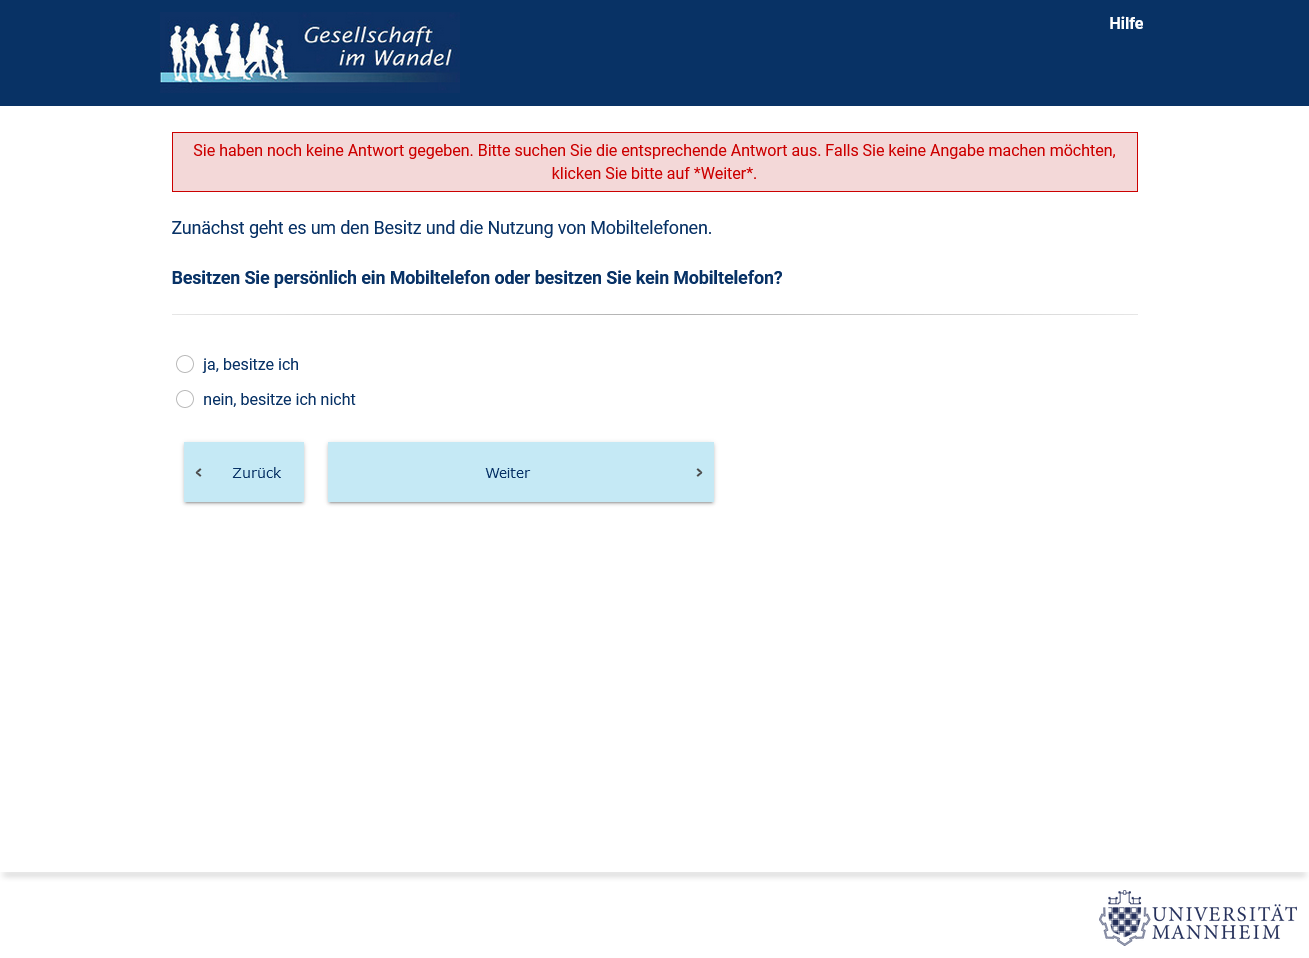 Gesellschaft
im Wandel
Hilfe
Sie haben noch keine Antwort gegeben. Bitte suchen Sie die entsprechende Antwort aus. Falls Sie keine Angabe machen möchten,
klicken Sie bitte auf *Weiter*.
Zunächst geht es um den Besitz und die Nutzung von Mobiltelefonen.
Besitzen Sie persönlich ein Mobiltelefon oder besitzen Sie kein Mobiltelefon?
ja, besitze ich
nein, besitze ich nicht
Zurück
Weiter
UNIVERSITÄT
MANNHEIM